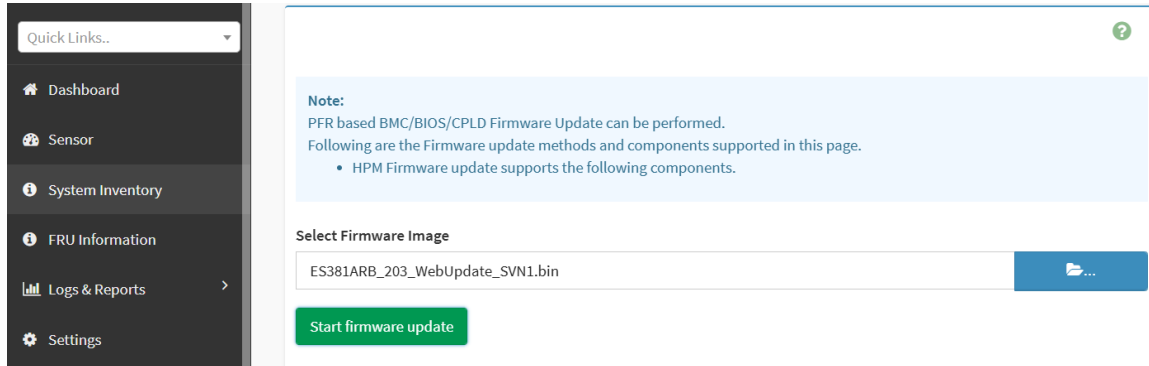 Quick Links..
Dashboard
Sensor
System Inventory
FRU Information
Logs & Reports
Settings
?
Note:
PFR based BMC/BIOS/CPLD Firmware Update can be performed.
Following are the Firmware update methods and components supported in this page.
• HPM Firmware update supports the following components.
Select Firmware Image
ES381ARB_203_WebUpdate_SVN1.bin
...
Start firmware update